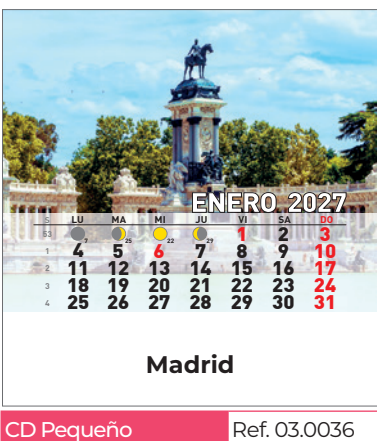 ENERO 2027
S LU MA MI JU VI SA DO
53 7 25 22 29 1 2 3
1 4 5 6 7 8 9 10
2 11 12 13 14 15 16 17
3 18 19 20 21 22 23 24
4 25 26 27 28 29 30 31
Madrid
CD Pequeño Ref. 03.0036